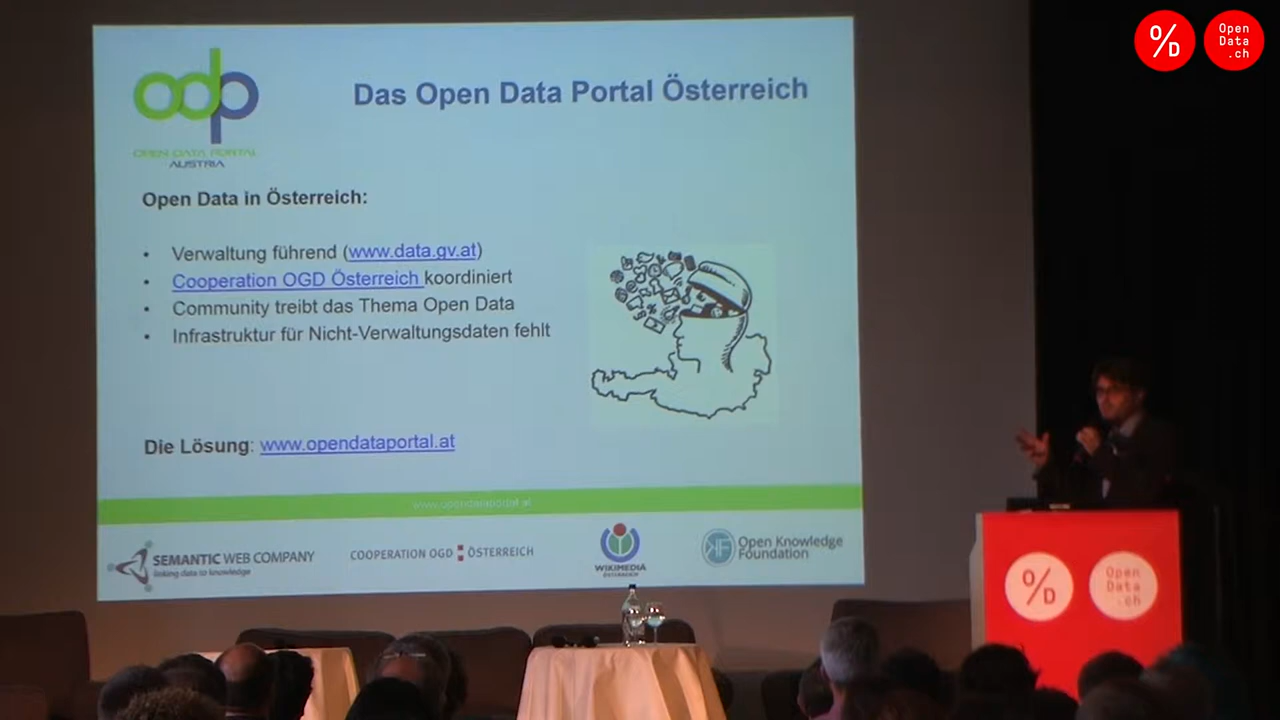 %D
Open
Data
.ch
odp
OPEN DATA PORTAL
AUSTRIA
Das Open Data Portal Österreich
Open Data in Österreich:
• Verwaltung führend (www.data.gv.at)
• Cooperation OGD Österreich koordiniert
• Community treibt das Thema Open Data
• Infrastruktur für Nicht-Verwaltungsdaten fehlt
Die Lösung: www.opendataportal.at
www.opendataportal.at
SEMANTIC WEB COMPANY
linking data to knowledge
COOPERATION OGD ÖSTERREICH
WIKIMEDIA
ÖSTERREICH
Open Knowledge
Foundation
%D
Open
Data
.ch